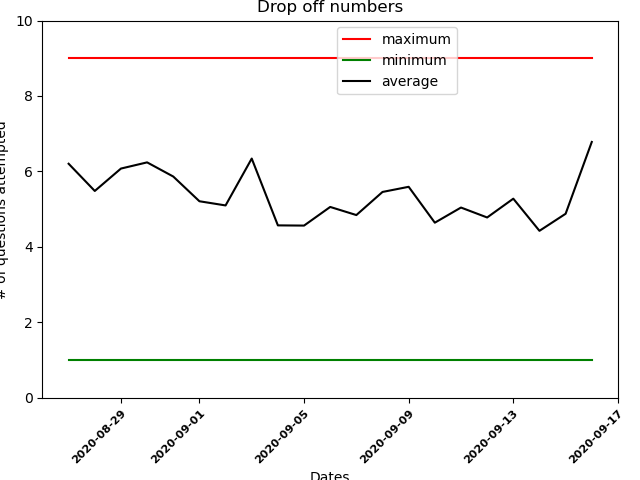 Drop off numbers
maximum
minimum
average
# of questions attempted
10
8
6
4
2
0
2020-08-29
2020-09-01
2020-09-05
2020-09-09
2020-09-13
2020-09-17
Dates